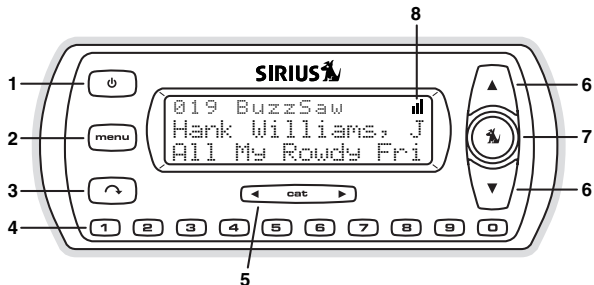 8
SIRIUS
1
6
019 BuzzSaw
Hank Williams, J
All My Rowdy Fri
2
menu
7
3
cat
6
4
1 2 3 4 5 6 7 8 9 0
5